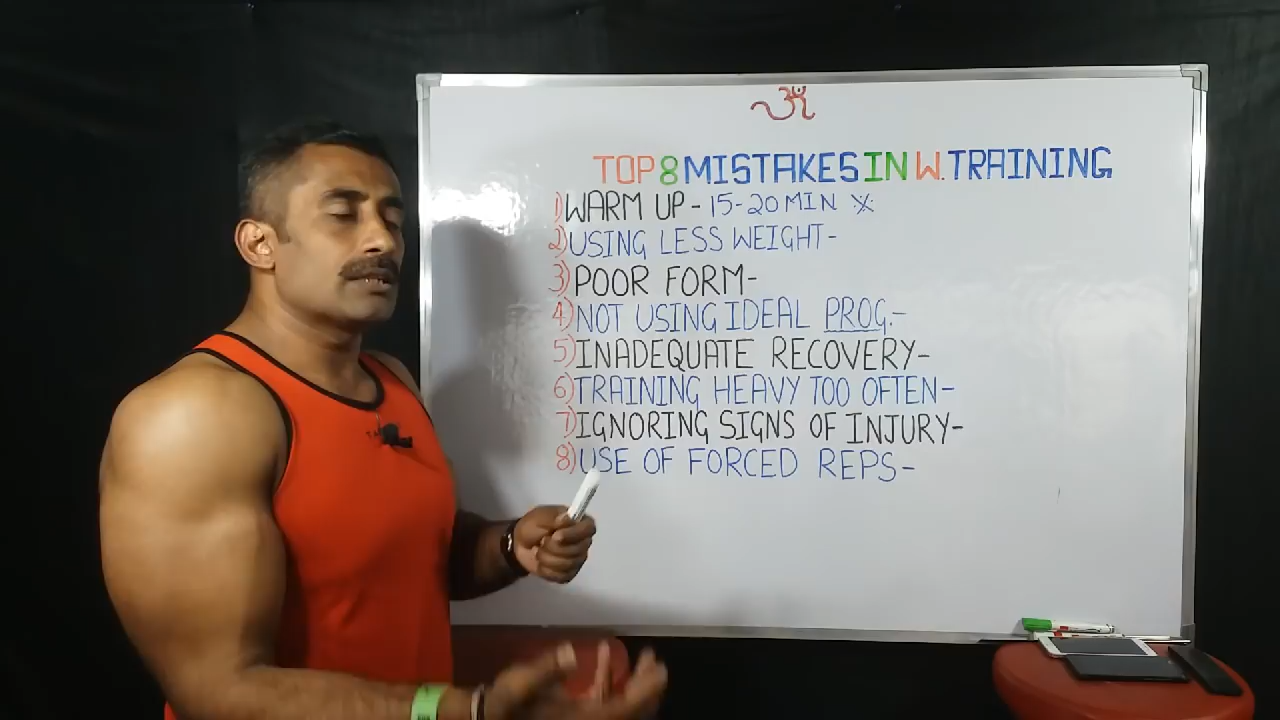 ॐ
TOP 8 MISTAKES IN W. TRAINING
1) WARM UP - 15-20 MIN
2) USING LESS WEIGHT-
3) POOR FORM-
4) NOT USING IDEAL PROG.-
5) INADEQUATE RECOVERY-
6) TRAINING HEAVY TOO OFTEN-
7) IGNORING SIGNS OF INJURY-
8) USE OF FORCED REPS-